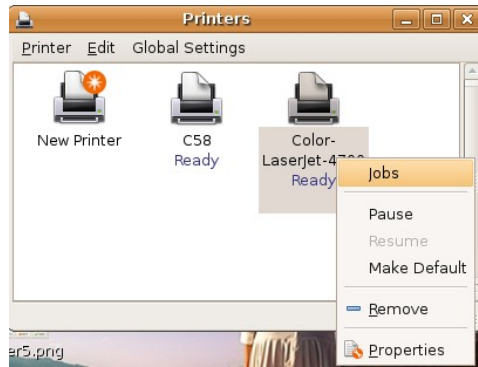 Printers
Printer Edit Global Settings
New Printer
C58
Ready
Color-
Ready
Jobs
Pause
Resume
Make Default
Remove
Properties
er5.png